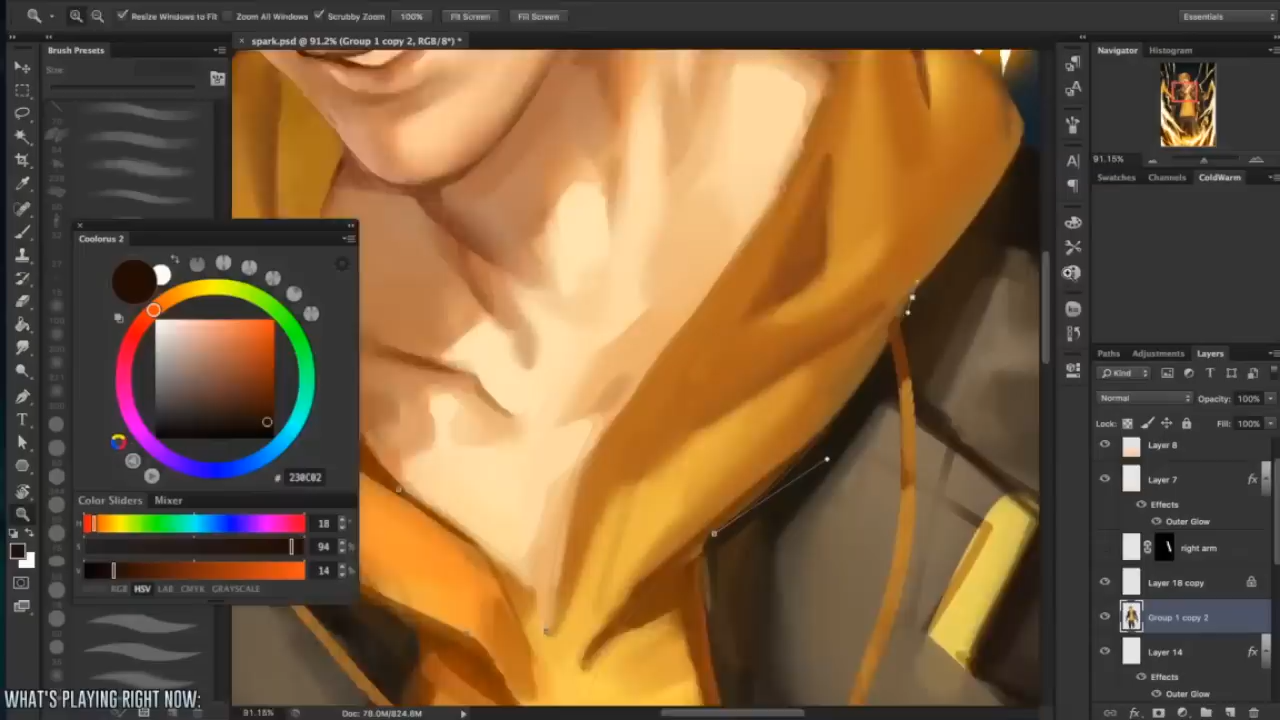 Resize Windows to Fit Zoom All Windows Scrubby Zoom 100% Fit Screen Fill Screen Essentials
Brush Presets
× spark.psd @ 91.2% (Group 1 copy 2, RGB/8*) *
Size
Navigator Histogram
91.15%
Swatches Channels ColdWarm
Coolorus 2
# 230C02
Color Sliders Mixer
H 18
S 94 %
V 14 %
RGB HSV LAB CMYK GRAYSCALE
Paths Adjustments Layers
Kind
Normal Opacity: 100%
Lock: Fill: 100%
Layer 8
Layer 7 fx
Effects
Outer Glow
right arm
Layer 18 copy
Group 1 copy 2
Layer 14 fx
Effects
Outer Glow
WHAT'S PLAYING RIGHT NOW:
91.15% Doc: 78.0M/824.8M